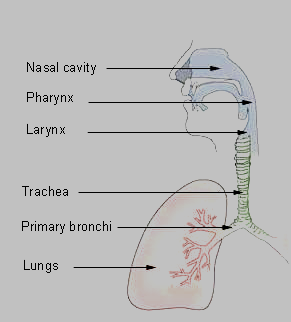 Nasal cavity
Pharynx
Larynx
Trachea
Primary bronchi
Lungs